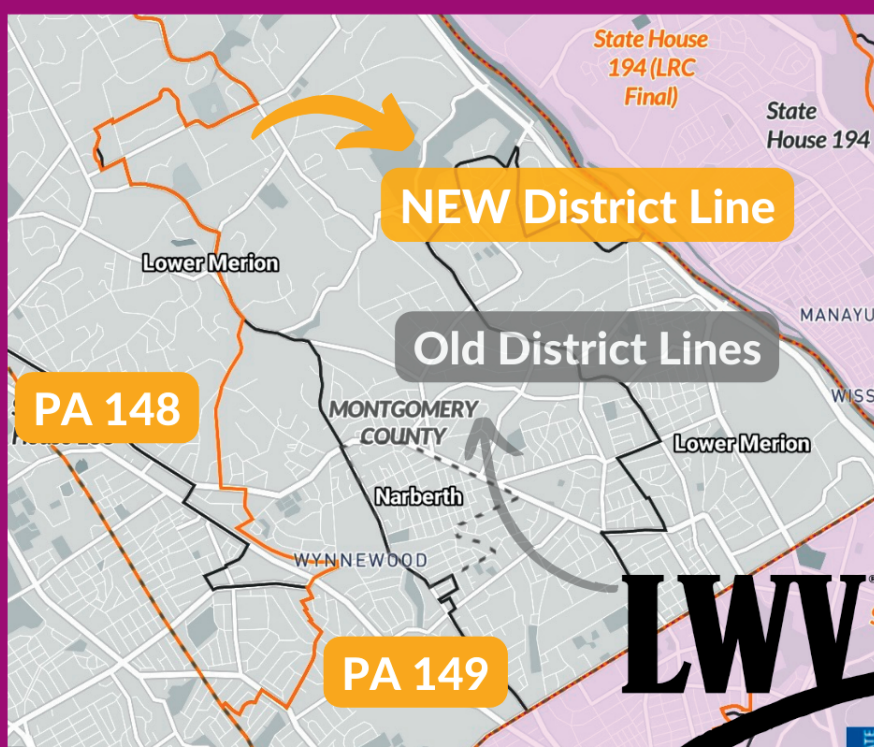 State House
194 (LRC
Final)
State
House 194
NEW District Line
Lower Merion
MANAYU
Old District Lines
WISS
PA 148
MONTGOMERY
COUNTY
Lower Merion
Narberth
WYNNEWOOD
LWV®
PA 149